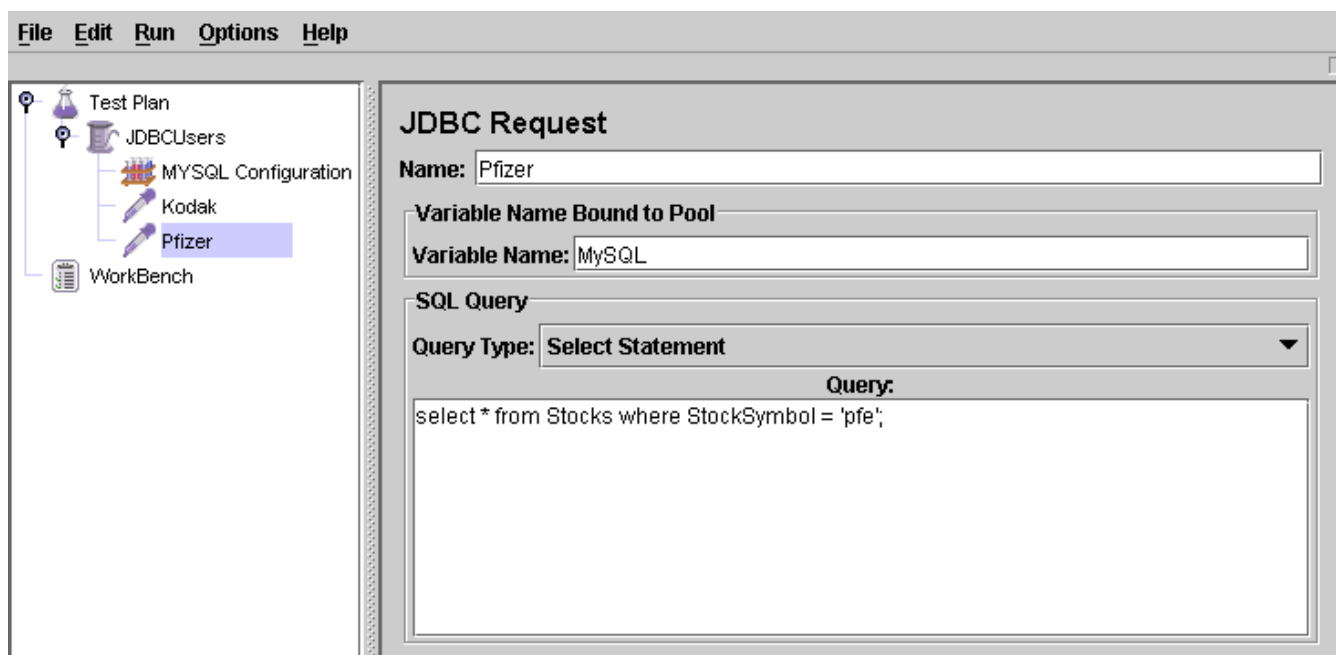 File Edit Run Options Help
Test Plan
JDBCUsers
MYSQL Configuration
Kodak
Pfizer
WorkBench
JDBC Request
Name: Pfizer
Variable Name Bound to Pool
Variable Name: MySQL
SQL Query
Query Type: Select Statement
Query:
select * from Stocks where StockSymbol = 'pfe';